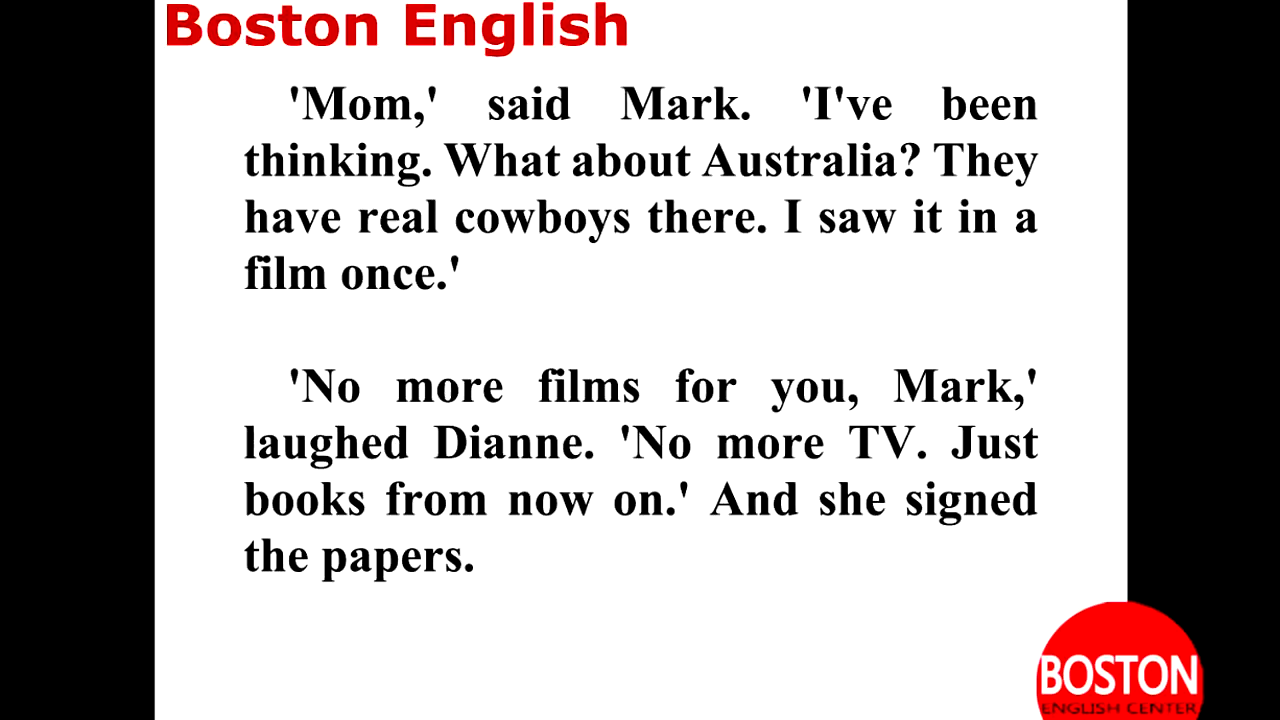 Boston English
'Mom,' said Mark. 'I've been
thinking. What about Australia? They
have real cowboys there. I saw it in a
film once.'
'No more films for you, Mark,'
laughed Dianne. 'No more TV. Just
books from now on.' And she signed
the papers.
BOSTON
ENGLISH CENTER